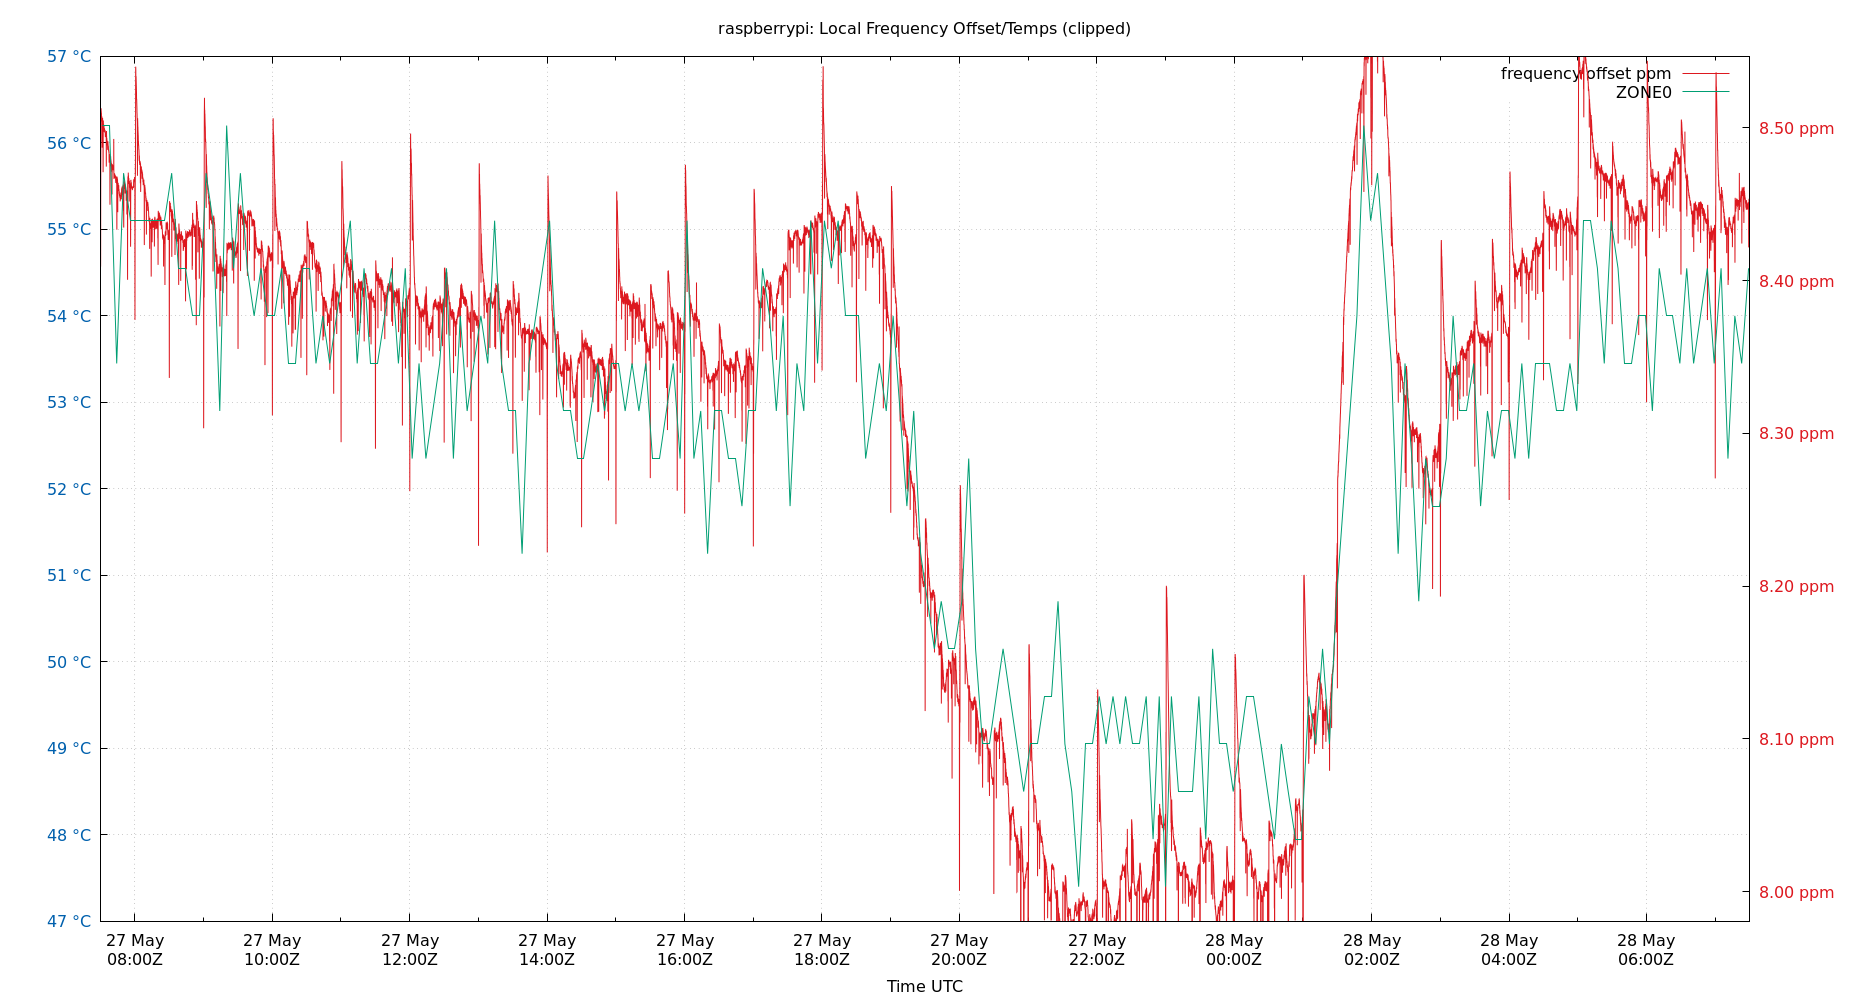 raspberrypi: Local Frequency Offset/Temps (clipped)
frequency offset ppm
ZONE0
57 °C
56 °C
55 °C
54 °C
53 °C
52 °C
51 °C
50 °C
49 °C
48 °C
47 °C
8.50 ppm
8.40 ppm
8.30 ppm
8.20 ppm
8.10 ppm
8.00 ppm
27 May
08:00Z
27 May
10:00Z
27 May
12:00Z
27 May
14:00Z
27 May
16:00Z
27 May
18:00Z
27 May
20:00Z
27 May
22:00Z
28 May
00:00Z
28 May
02:00Z
28 May
04:00Z
28 May
06:00Z
Time UTC